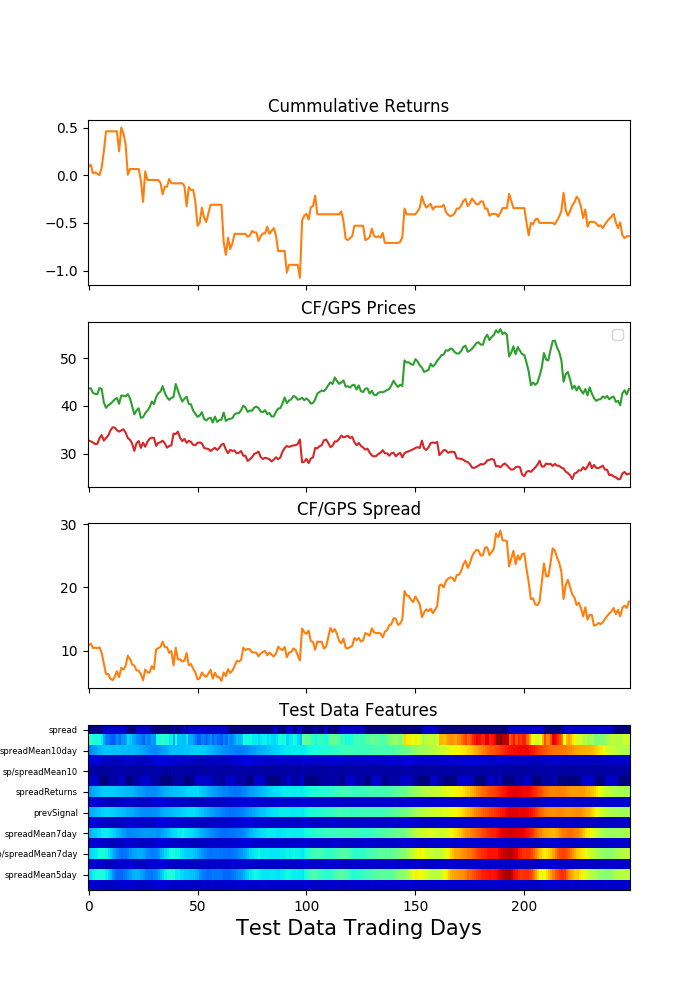 Cummulative Returns
0.5
0.0
−0.5
−1.0
CF/GPS Prices
50
40
30
CF/GPS Spread
30
20
10
Test Data Features
spread
spreadMean10day
sp/spreadMean10
spreadReturns
prevSignal
spreadMean7day
/spreadMean7day
spreadMean5day
0 50 100 150 200
Test Data Trading Days